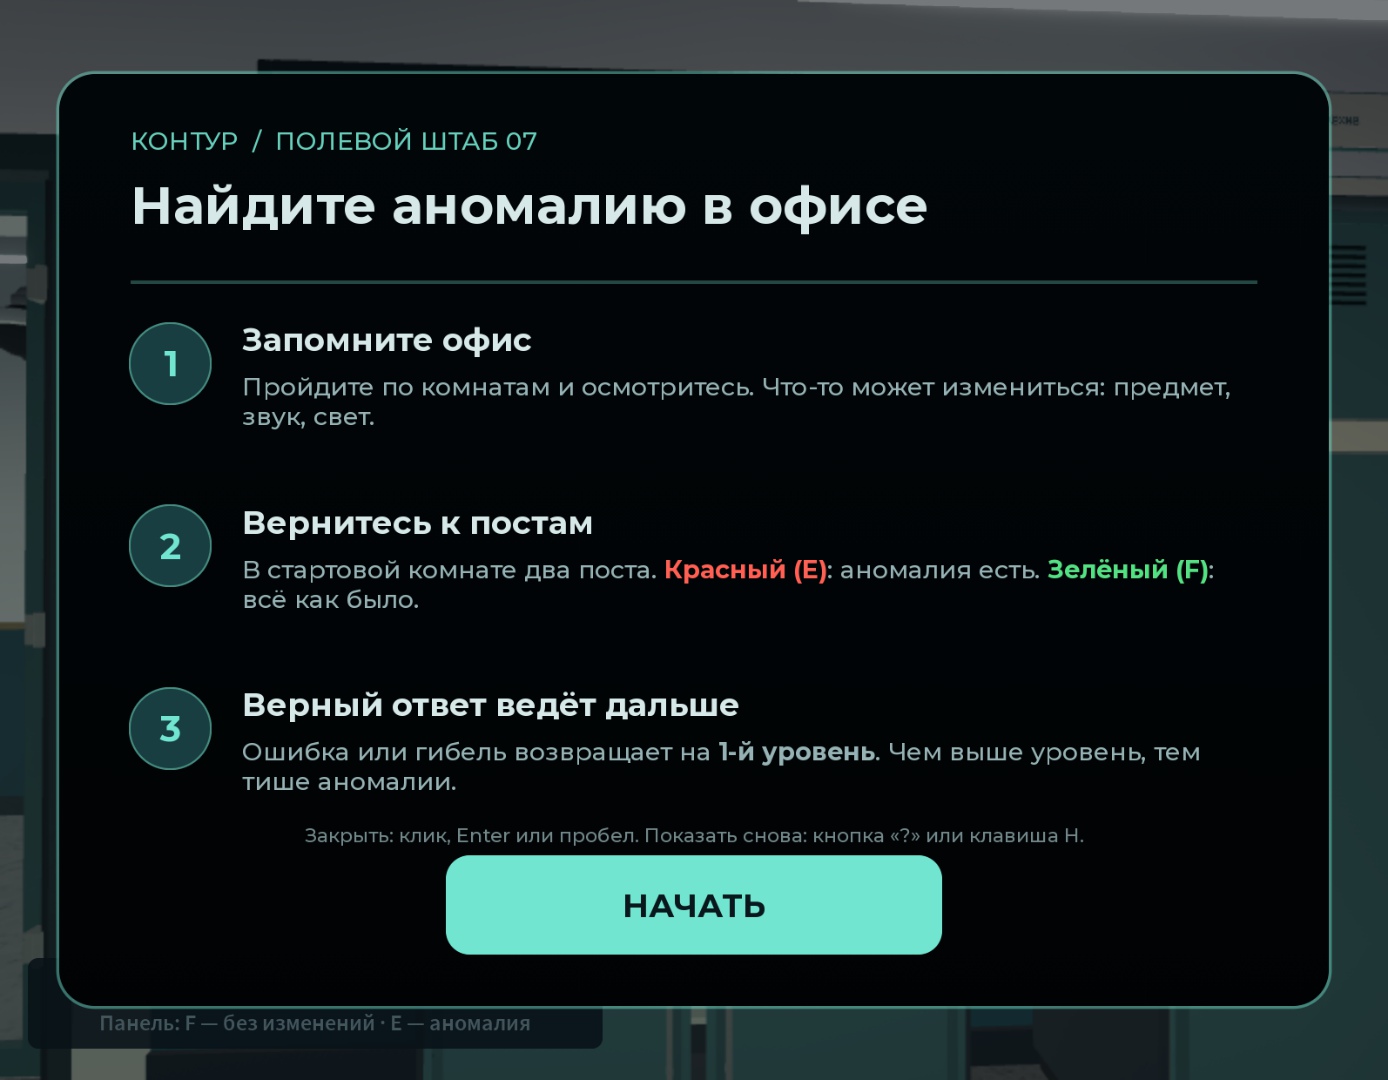 КОНТУР / ПОЛЕВОЙ ШТАБ 07
Найдите аномалию в офисе
1
Запомните офис
Пройдите по комнатам и осмотритесь. Что-то может измениться: предмет,
звук, свет.
2
Вернитесь к постам
В стартовой комнате два поста. Красный (E): аномалия есть. Зелёный (F):
всё как было.
3
Верный ответ ведёт дальше
Ошибка или гибель возвращает на 1-й уровень. Чем выше уровень, тем
тише аномалии.
Закрыть: клик, Enter или пробел. Показать снова: кнопка «?» или клавиша H.
НАЧАТЬ
Панель: F — без изменений · E — аномалия